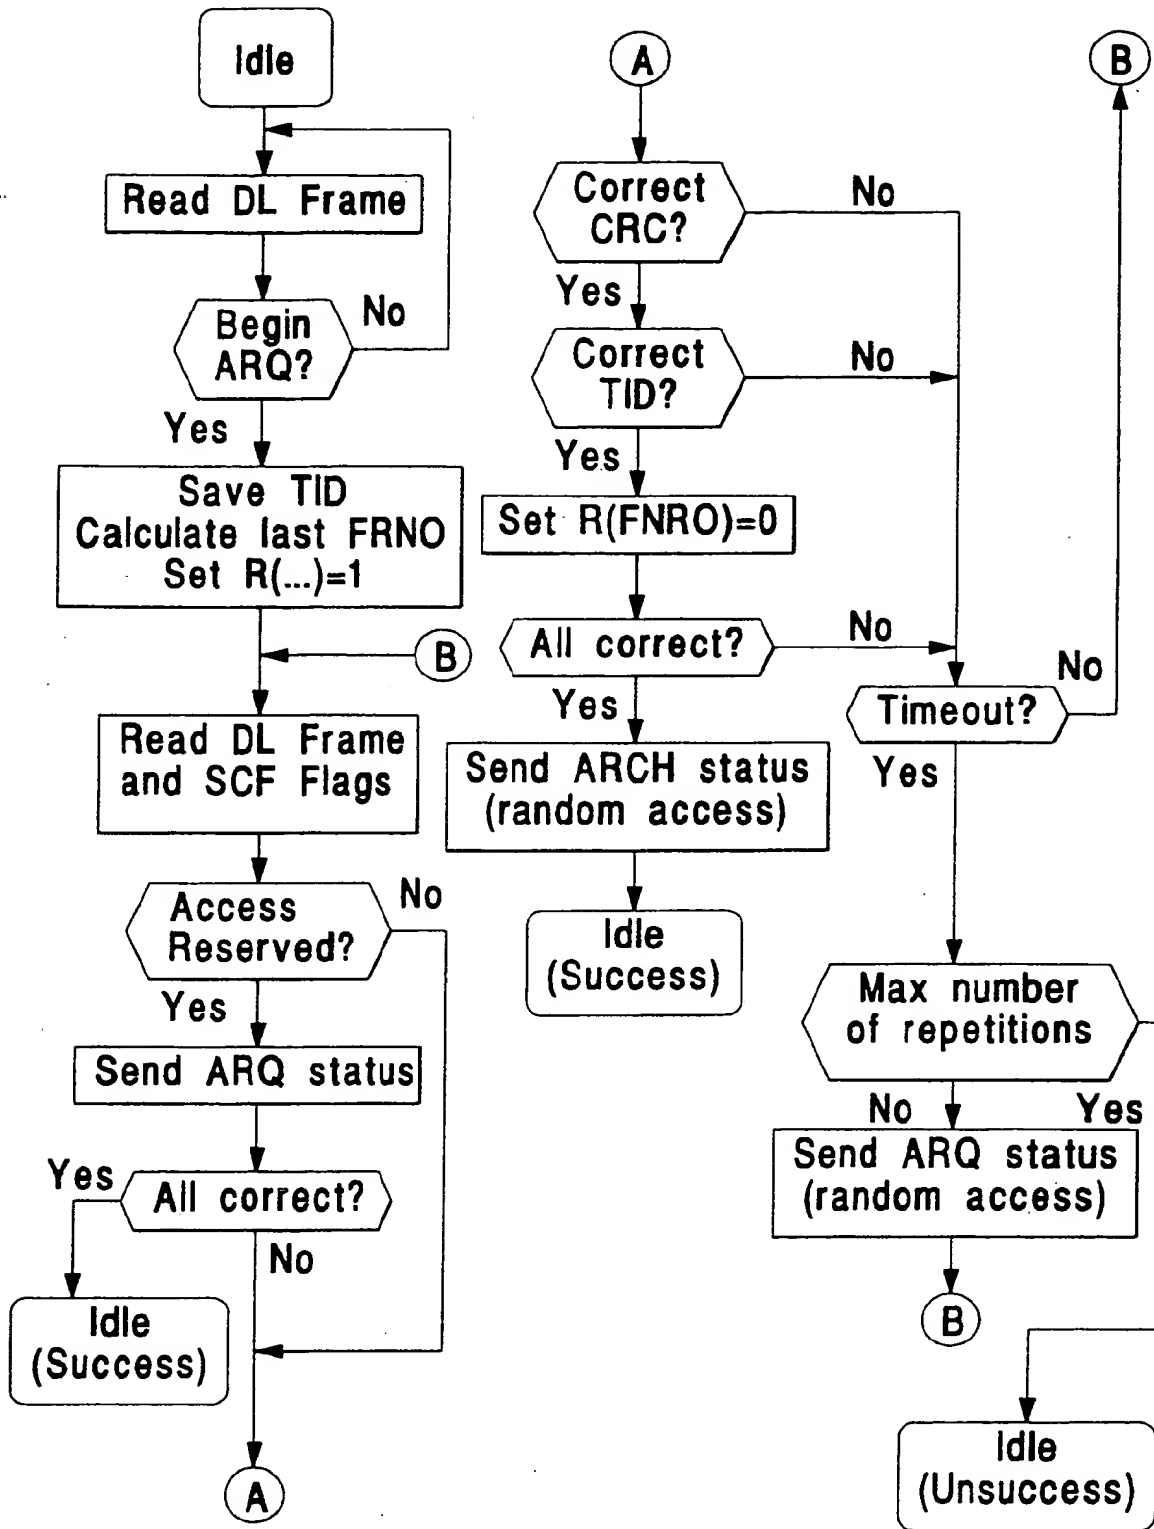 Idle
Read DL Frame
Begin
ARQ?
No
Yes
Save TID
Calculate last FRNO
Set R(...)=1
B
Read DL Frame
and SCF Flags
Access
Reserved?
No
Yes
Send ARQ status
Yes
All correct?
No
Idle
(Success)
A
A
Correct
CRC?
No
Yes
Correct
TID?
No
Yes
Set R(FNRO)=0
All correct?
No
Yes
Send ARCH status
(random access)
Idle
(Success)
B
No
Timeout?
Yes
Max number
of repetitions
No
Yes
Send ARQ status
(random access)
B
Idle
(Unsuccess)